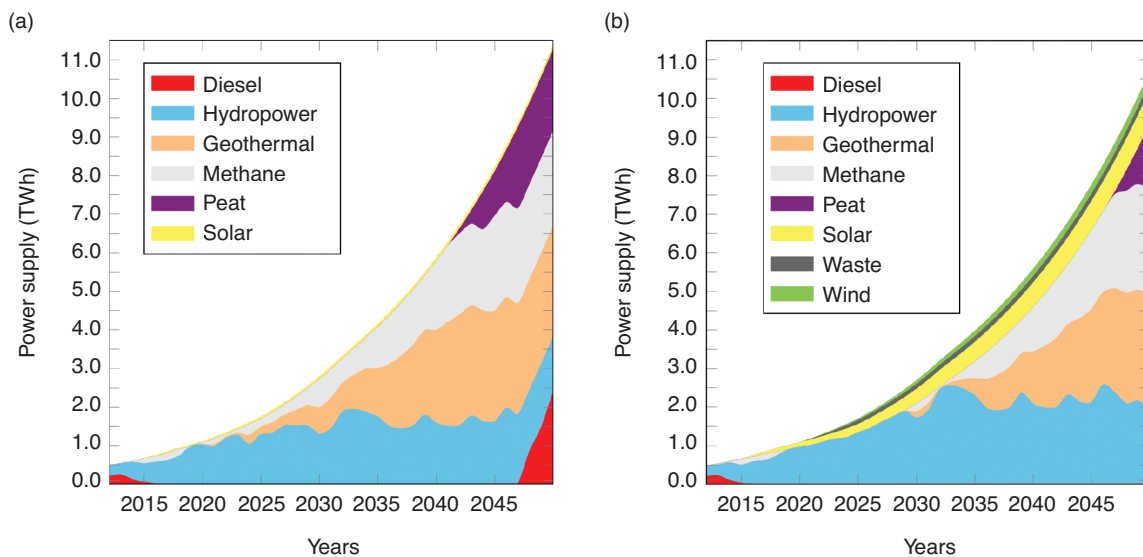 (a)
Power supply (TWh)
11.0
10.0
9.0
8.0
7.0
6.0
5.0
4.0
3.0
2.0
1.0
0.0
Diesel
Hydropower
Geothermal
Methane
Peat
Solar
2015 2020 2025 2030 2035 2040 2045
Years
(b)
Power supply (TWh)
11.0
10.0
9.0
8.0
7.0
6.0
5.0
4.0
3.0
2.0
1.0
0.0
Diesel
Hydropower
Geothermal
Methane
Peat
Solar
Waste
Wind
2015 2020 2025 2030 2035 2040 2045
Years